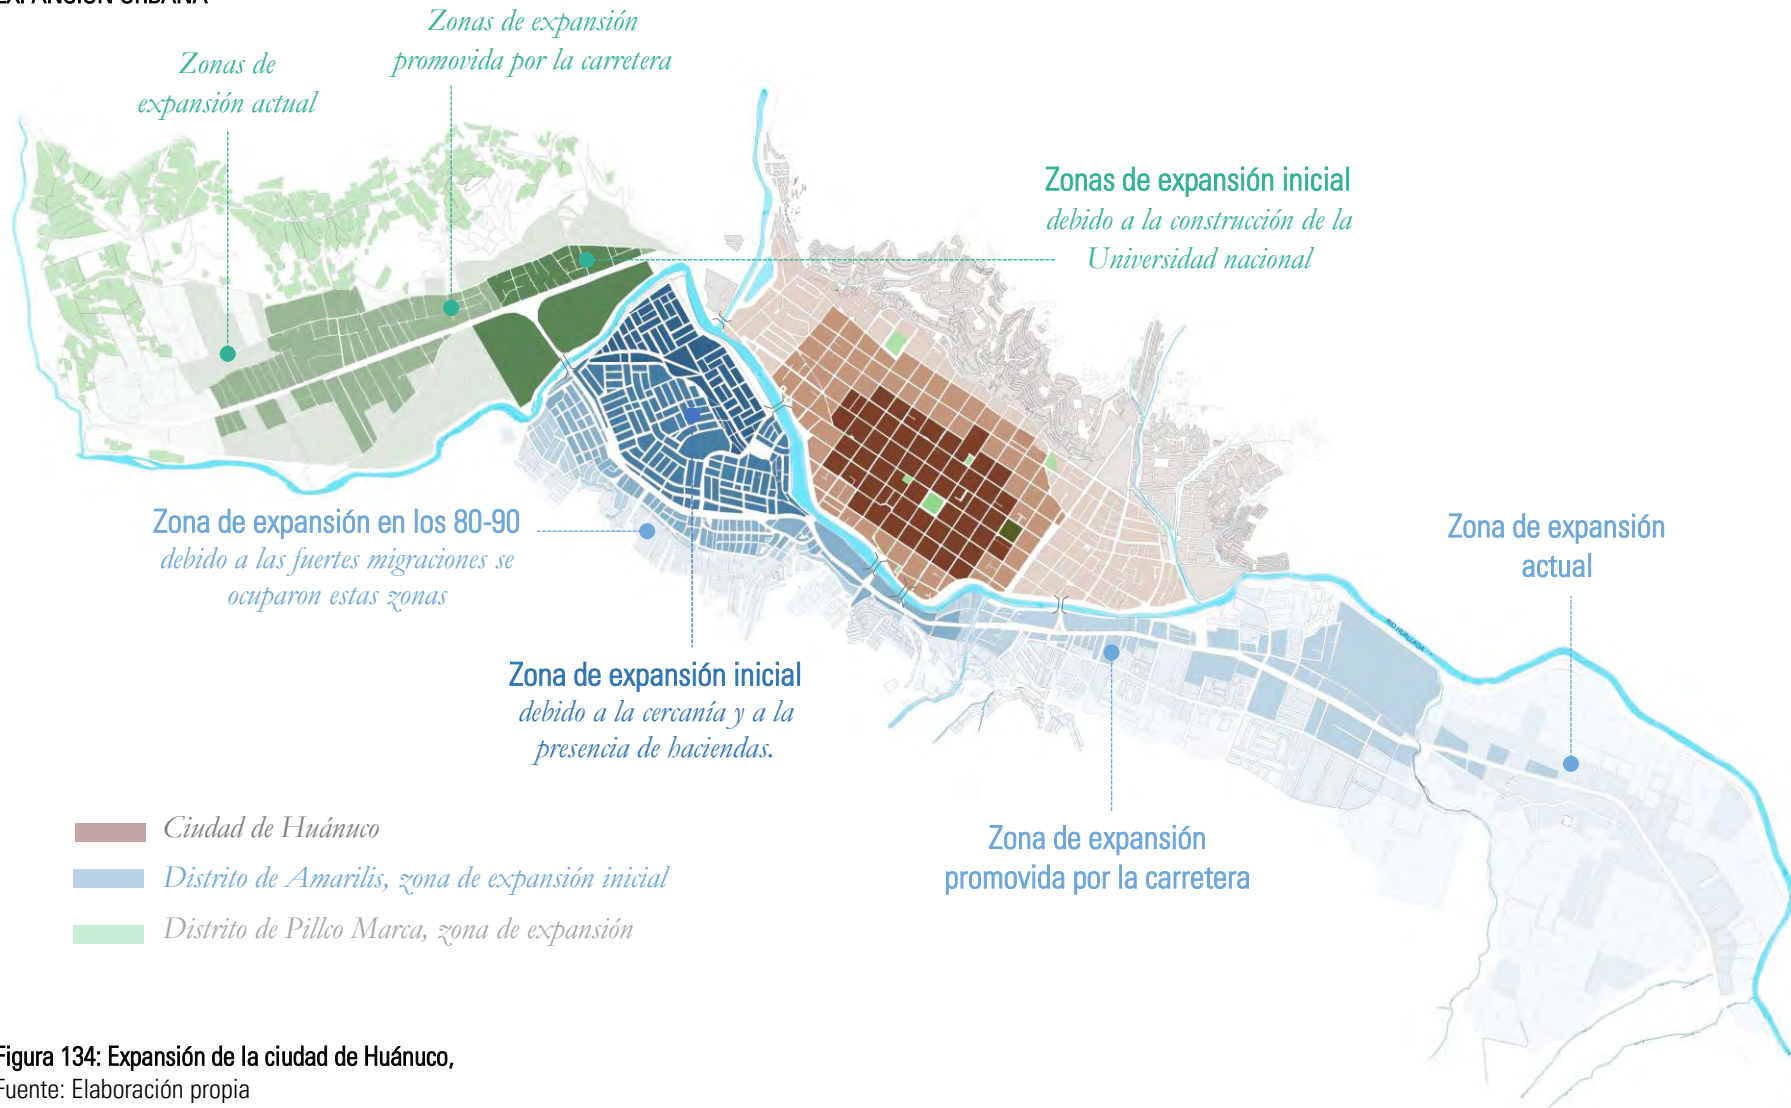 EXPANSIÓN URBANA
Zonas de expansión
promovida por la carretera
Zonas de
expansión actual
Zonas de expansión inicial
debido a la construcción de la
Universidad nacional
Zona de expansión en los 80-90
debido a las fuertes migraciones se
ocuparon estas zonas
Zona de expansión
actual
RIO HUALLAGA
Zona de expansión inicial
debido a la cercanía y a la
presencia de haciendas.
Zona de expansión
promovida por la carretera
Ciudad de Huánuco
Distrito de Amarilis, zona de expansión inicial
Distrito de Pillco Marca, zona de expansión
Figura 134: Expansión de la ciudad de Huánuco,
Fuente: Elaboración propia